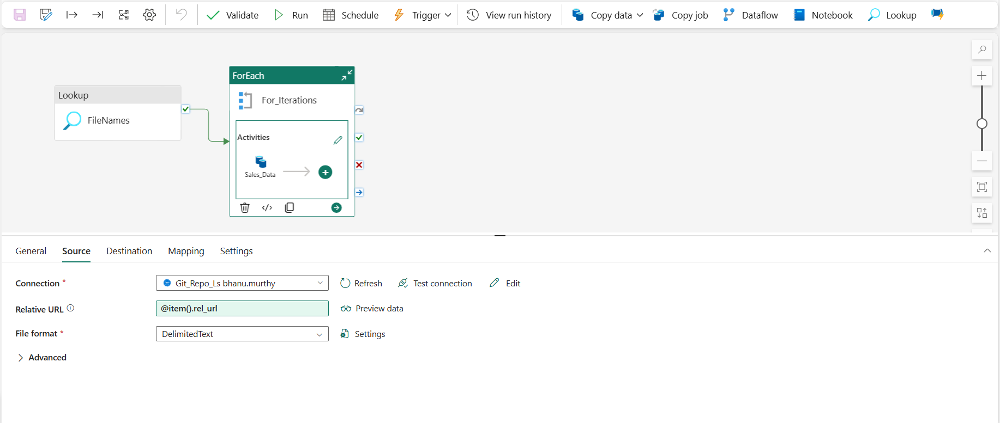 Validate Run Schedule Trigger View run history Copy data Copy job Dataflow Notebook Lookup
Lookup
FileNames
ForEach
For_Iterations
Activities
Sales_Data
</>
General Source Destination Mapping Settings
Connection * Git_Repo_Ls bhanu.murthy Refresh Test connection Edit
Relative URL @item().rel_url Preview data
File format * DelimitedText Settings
Advanced